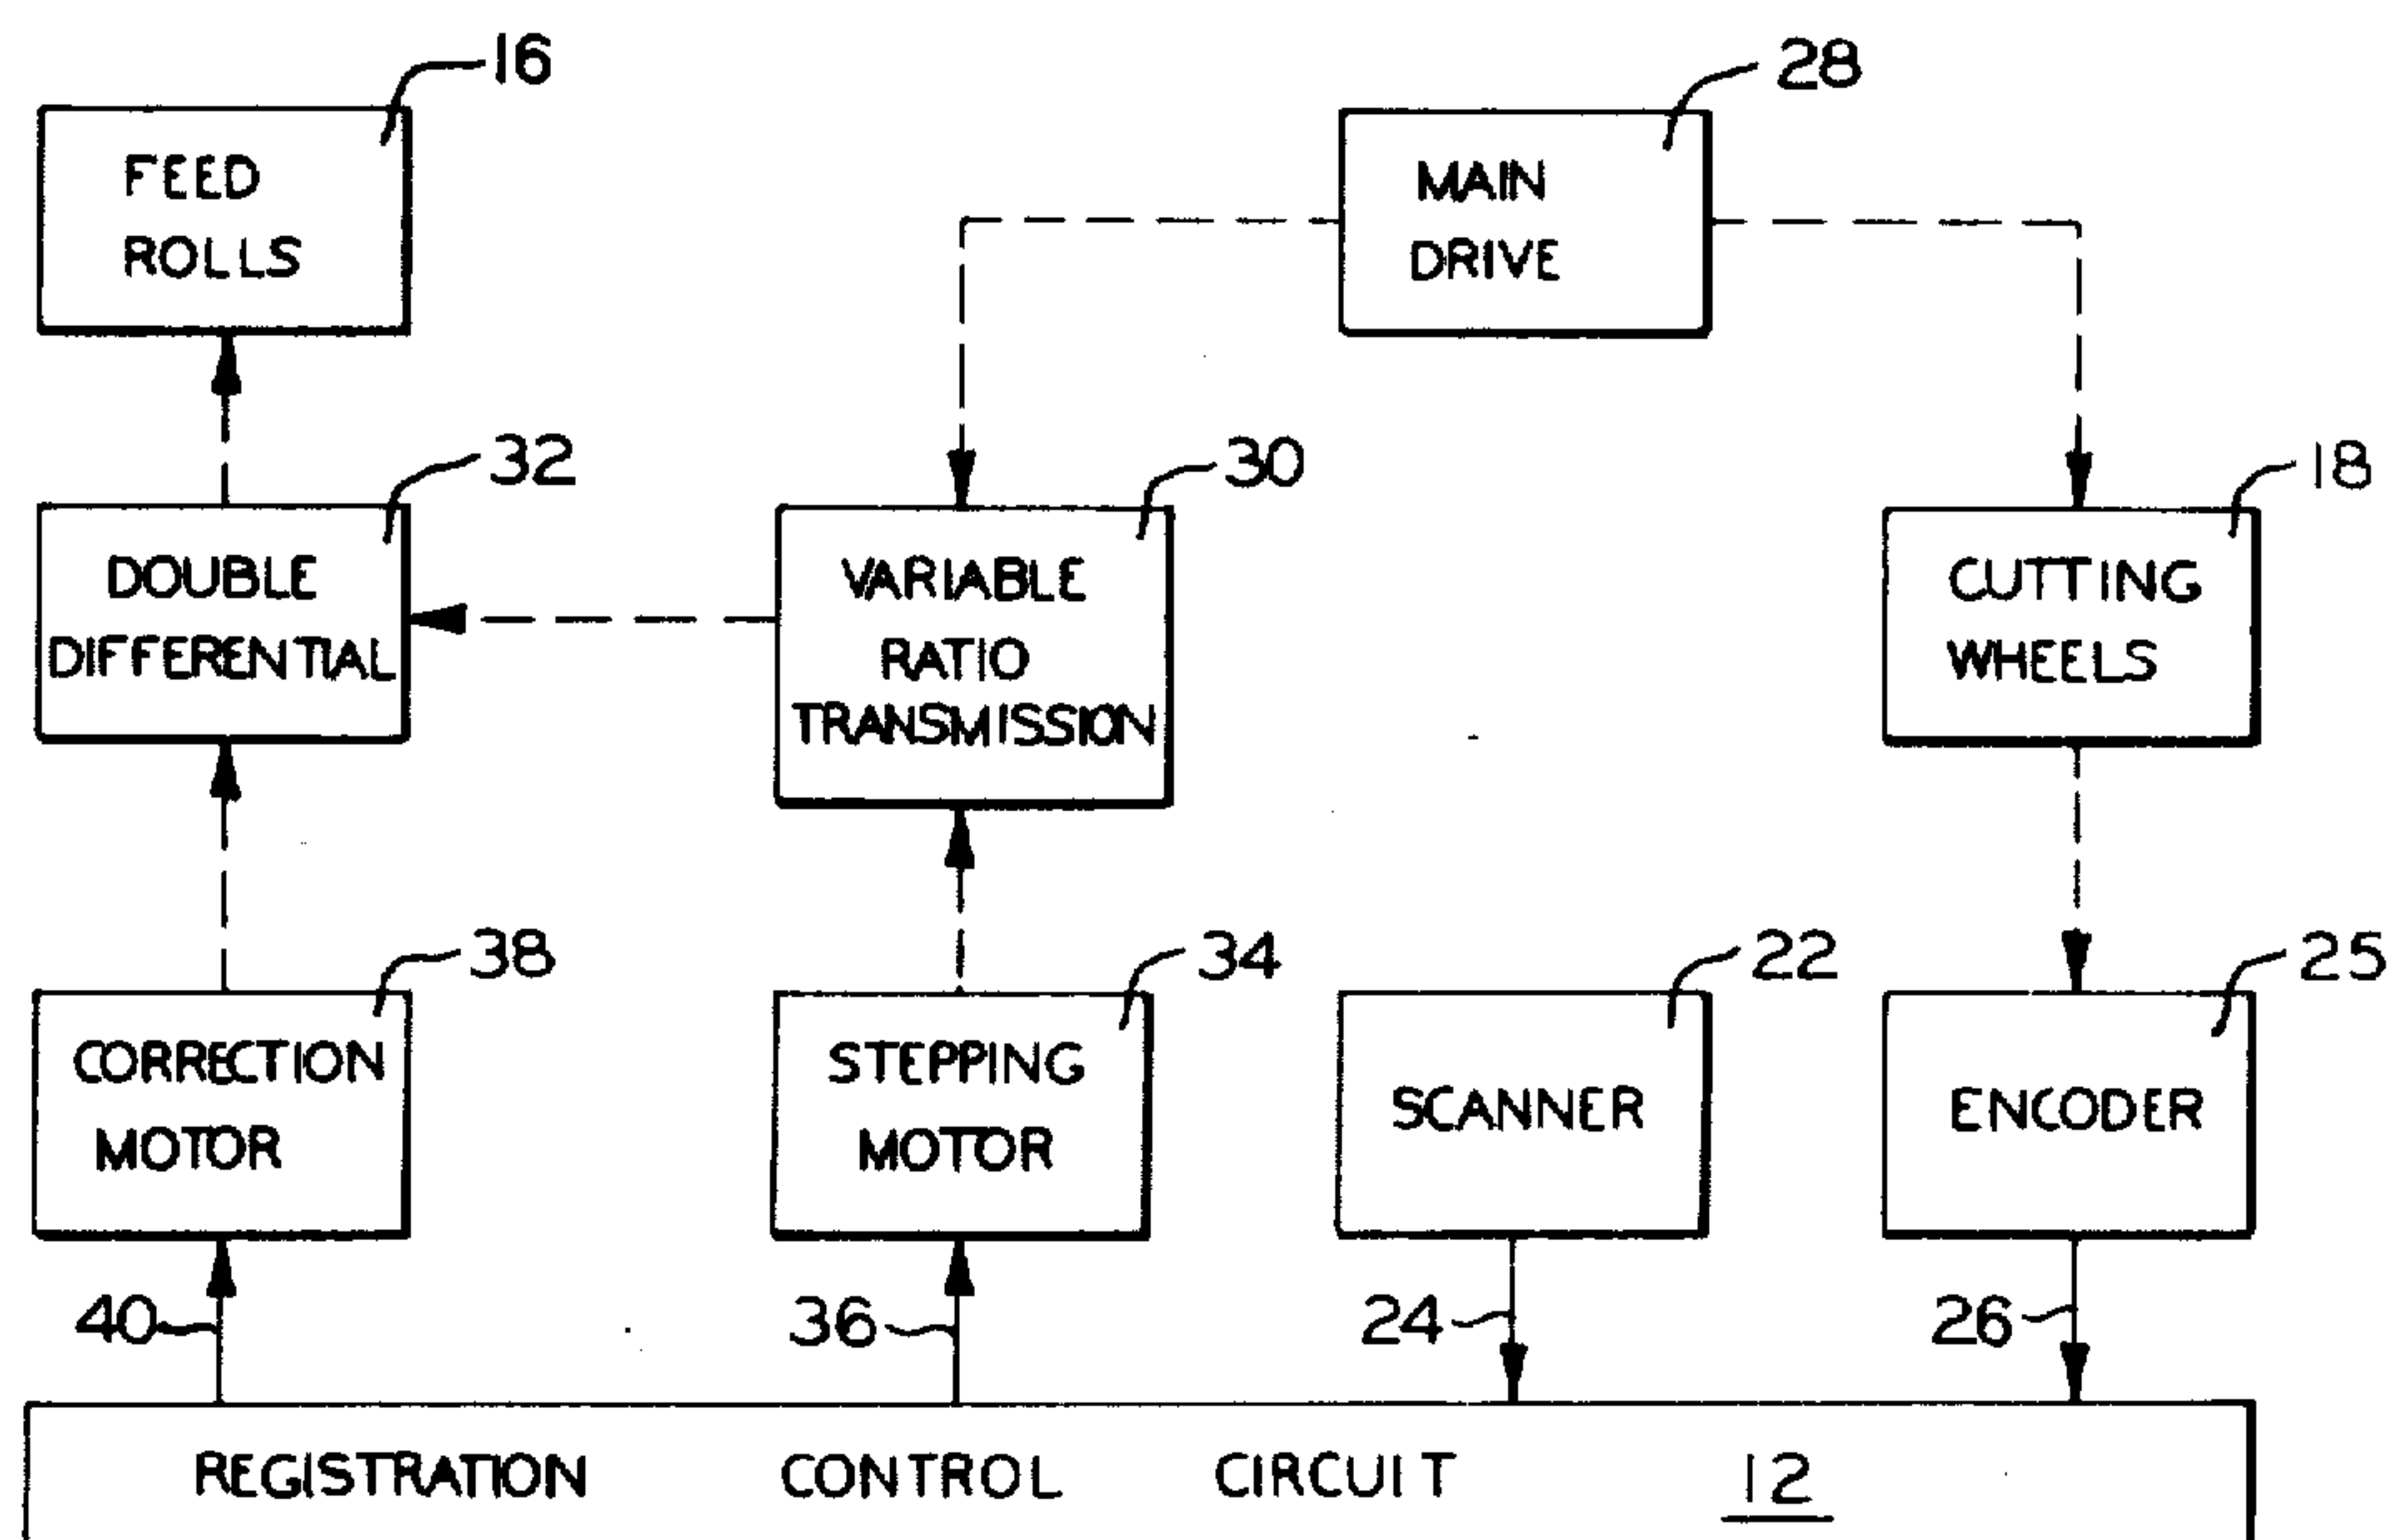 16
28
FEED
ROLLS
MAIN
DRIVE
32
30
18
DOUBLE
DIFFERENTIAL
VARIABLE
RATIO
TRANSMISSION
CUTTING
WHEELS
38
34
22
25
CORRECTION
MOTOR
STEPPING
MOTOR
SCANNER
ENCODER
40
36
24
26
REGISTRATION CONTROL CIRCUIT 12